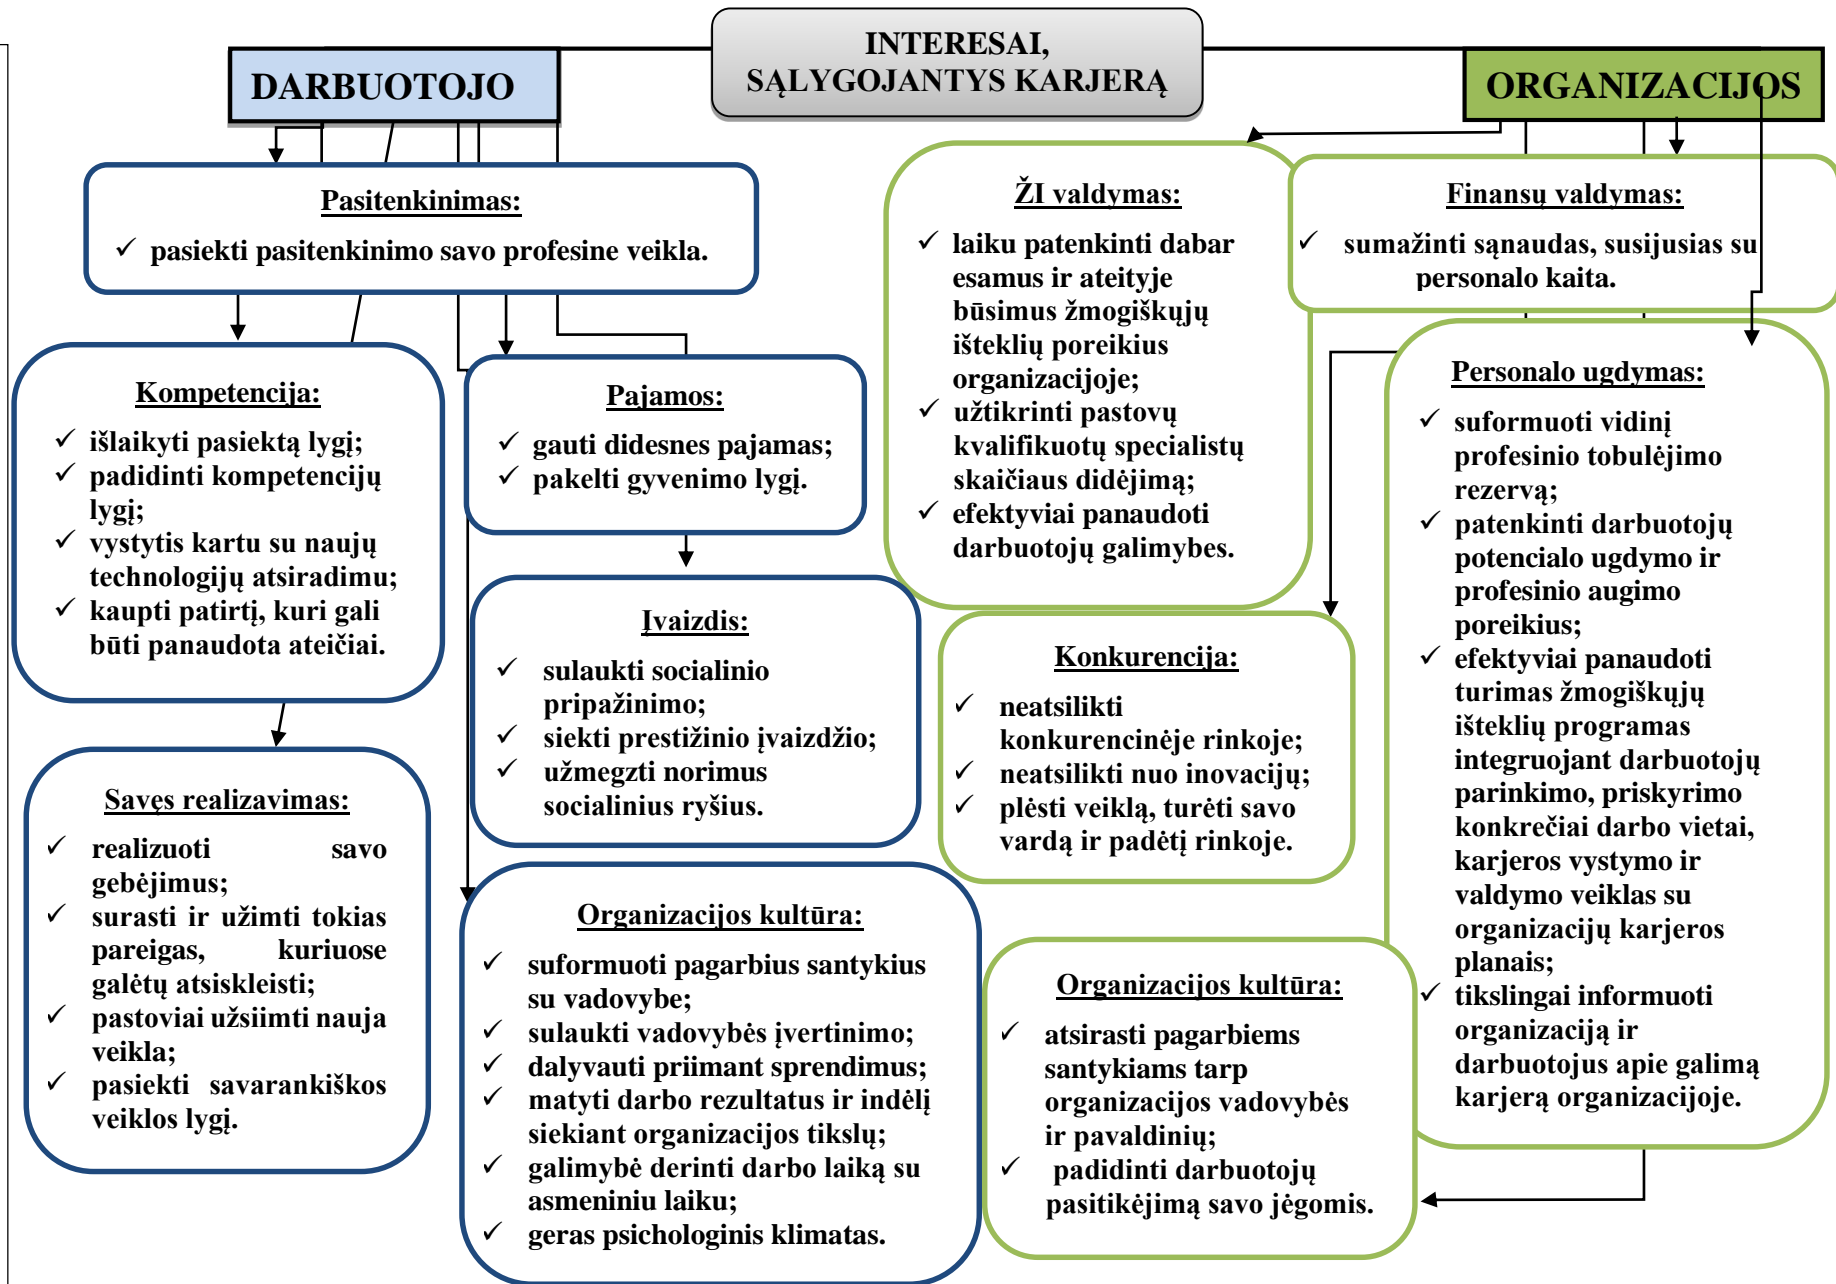 INTERESAI,
SĄLYGOJANTYS KARJERĄ
DARBUOTOJO
ORGANIZACIJOS
Pasitenkinimas:
✓ pasiekti pasitenkinimo savo profesine veikla.
Kompetencija:
✓ išlaikyti pasiektą lygį;
✓ padidinti kompetencijų
lygį;
✓ vystytis kartu su naujų
technologijų atsiradimu;
✓ kaupti patirtį, kuri gali
būti panaudota ateičiai.
Savęs realizavimas:
✓ realizuoti savo
gebėjimus;
✓ surasti ir užimti tokias
pareigas, kuriuose
galėtų atsiskleisti;
✓ pastoviai užsiimti nauja
veikla;
✓ pasiekti savarankiškos
veiklos lygį.
Pajamos:
✓ gauti didesnes pajamas;
✓ pakelti gyvenimo lygį.
Įvaizdis:
✓ sulaukti socialinio
pripažinimo;
✓ siekti prestižinio įvaizdžio;
✓ užmegzti norimus
socialinius ryšius.
Organizacijos kultūra:
✓ suformuoti pagarbius santykius
su vadovybe;
✓ sulaukti vadovybės įvertinimo;
✓ dalyvauti priimant sprendimus;
✓ matyti darbo rezultatus ir indėlį
siekiant organizacijos tikslų;
✓ galimybė derinti darbo laiką su
asmeniniu laiku;
✓ geras psichologinis klimatas.
ŽI valdymas:
✓ laiku patenkinti dabar
esamus ir ateityje
būsimus žmogiškųjų
išteklių poreikius
organizacijoje;
✓ užtikrinti pastovų
kvalifikuotų specialistų
skaičiaus didėjimą;
✓ efektyviai panaudoti
darbuotojų galimybes.
Konkurencija:
✓ neatsilikti
konkurencinėje rinkoje;
✓ neatsilikti nuo inovacijų;
✓ plėsti veiklą, turėti savo
vardą ir padėtį rinkoje.
Organizacijos kultūra:
✓ atsirasti pagarbiems
santykiams tarp
organizacijos vadovybės
ir pavaldinių;
✓ padidinti darbuotojų
pasitikėjimą savo jėgomis.
Finansų valdymas:
✓ sumažinti sąnaudas, susijusias su
personalo kaita.
Personalo ugdymas:
✓ suformuoti vidinį
profesinio tobulėjimo
rezervą;
✓ patenkinti darbuotojų
potencialo ugdymo ir
profesinio augimo
poreikius;
✓ efektyviai panaudoti
turimas žmogiškųjų
išteklių programas
integruojant darbuotojų
parinkimo, priskyrimo
konkrečiai darbo vietai,
karjeros vystymo ir
valdymo veiklas su
organizacijų karjeros
planais;
✓ tikslingai informuoti
organizaciją ir
darbuotojus apie galimą
karjerą organizacijoje.